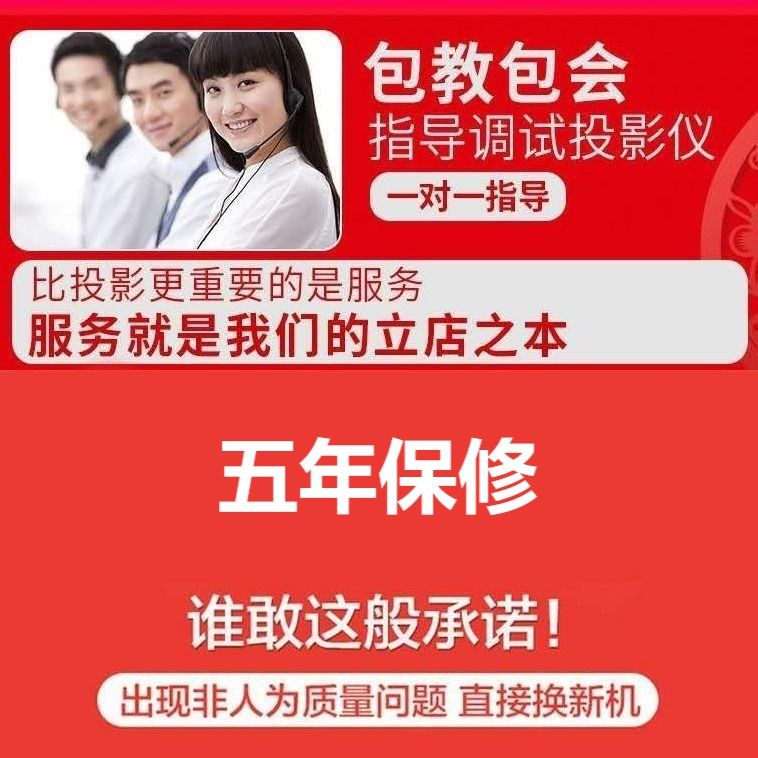 包教包会
指导调试投影仪
一对一指导
比投影更重要的是服务
服务就是我们的立店之本
五年保修
谁敢这般承诺!
出现非人为质量问题 直接换新机